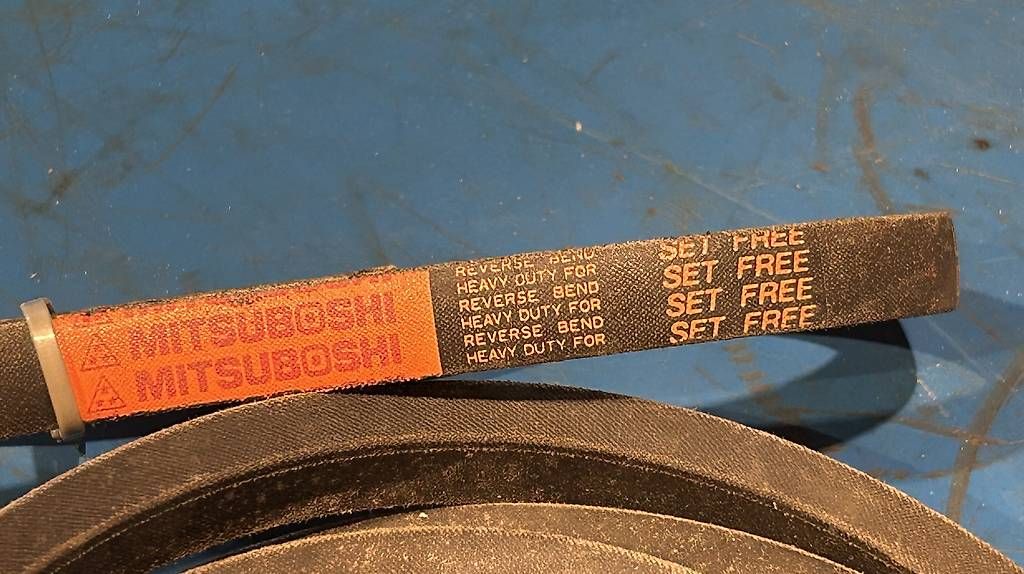 MITSUBOSHI
MITSUBOSHI
REVERSE BEND
HEAVY DUTY FOR
REVERSE BEND
HEAVY DUTY FOR
REVERSE BEND
HEAVY DUTY FOR
SET FREE
SET FREE
SET FREE
SET FREE